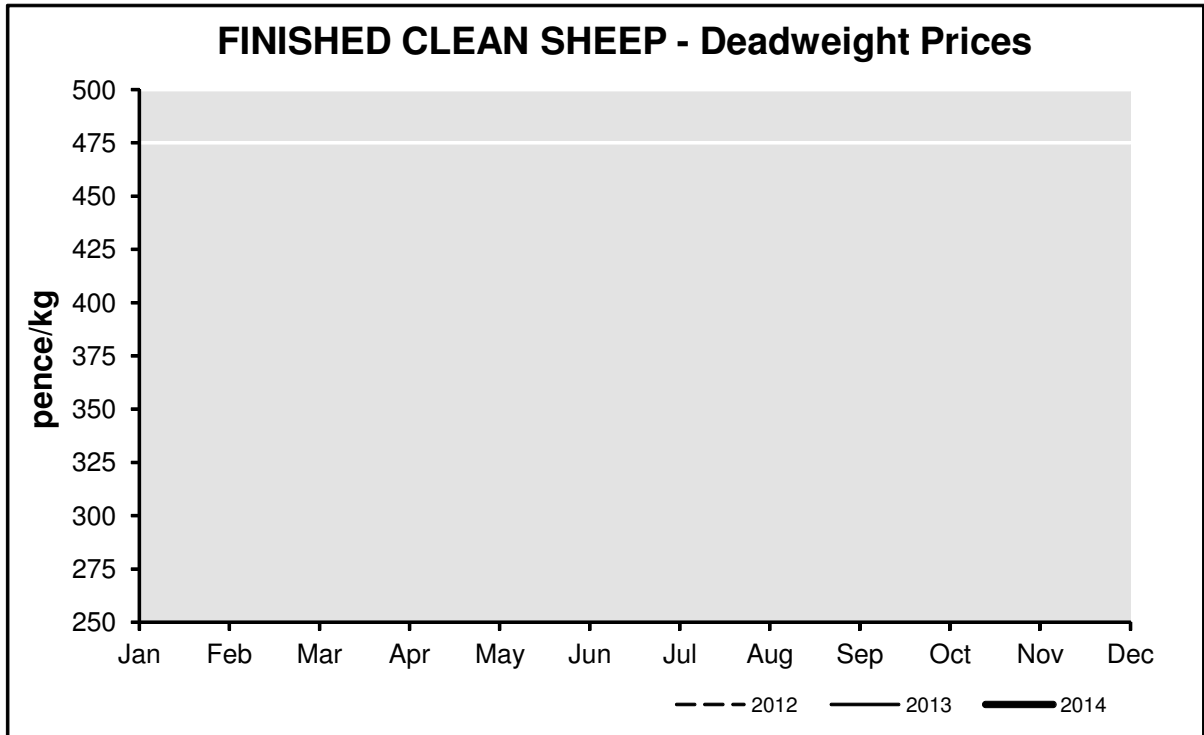 FINISHED CLEAN SHEEP - Deadweight Prices
pence/kg
500
475
450
425
400
375
350
325
300
275
250
Jan Feb Mar Apr May Jun Jul Aug Sep Oct Nov Dec
2012 2013 2014